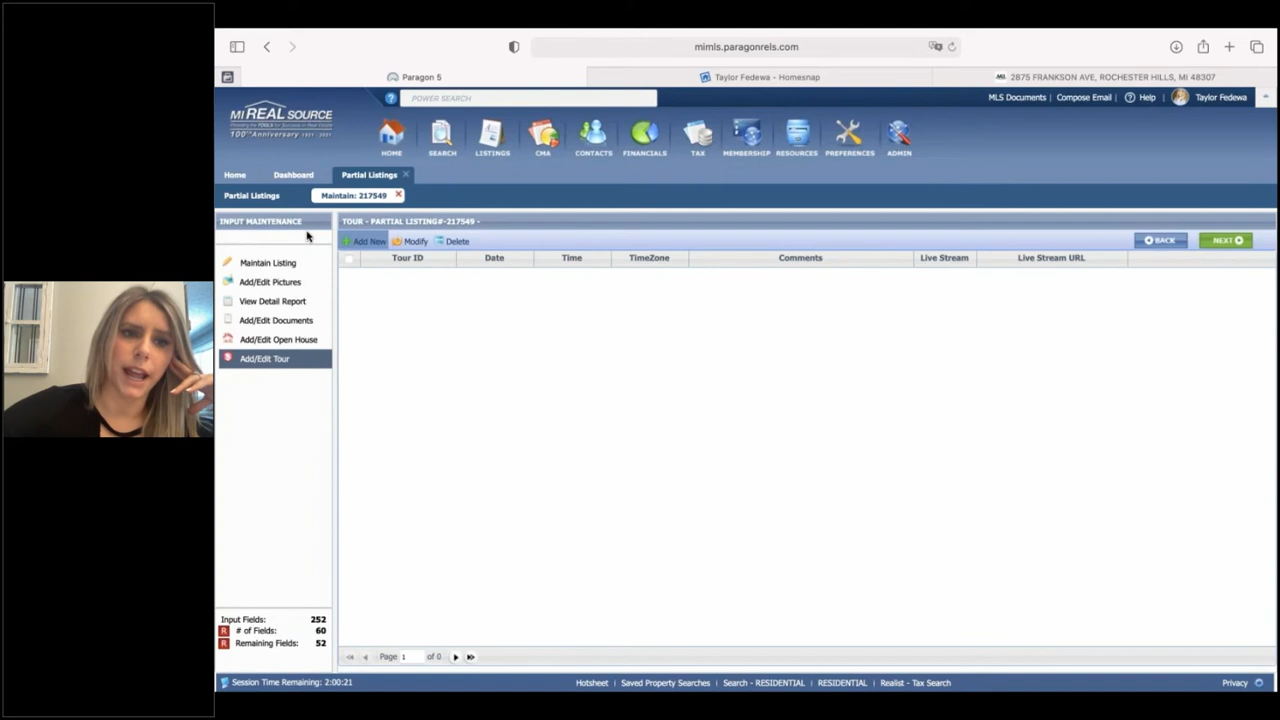 mimls.paragonrels.com
Paragon 5
Taylor Fedewa - Homesnap
2875 FRANKSON AVE, ROCHESTER HILLS, MI 48307
MI REAL SOURCE
100th Anniversary
POWER SEARCH
MLS Documents
Compose Email
Help
Taylor Fedewa
HOME
SEARCH
LISTINGS
CMA
CONTACTS
FINANCIALS
TAX
MEMBERSHIP
RESOURCES
PREFERENCES
ADMIN
Home
Dashboard
Partial Listings
Partial Listings
Maintain: 217549
INPUT MAINTENANCE
TOUR - PARTIAL LISTING#-217549 -
Add New
Modify
Delete
BACK
NEXT
Tour ID
Date
Time
TimeZone
Comments
Live Stream
Live Stream URL
Maintain Listing
Add/Edit Pictures
View Detail Report
Add/Edit Documents
Add/Edit Open House
Add/Edit Tour
Input Fields: 252
R # of Fields: 60
R Remaining Fields: 52
Page 1 of 0
Session Time Remaining: 2:00:21
Hotsheet | Saved Property Searches | Search - RESIDENTIAL | RESIDENTIAL | Realist - Tax Search
Privacy